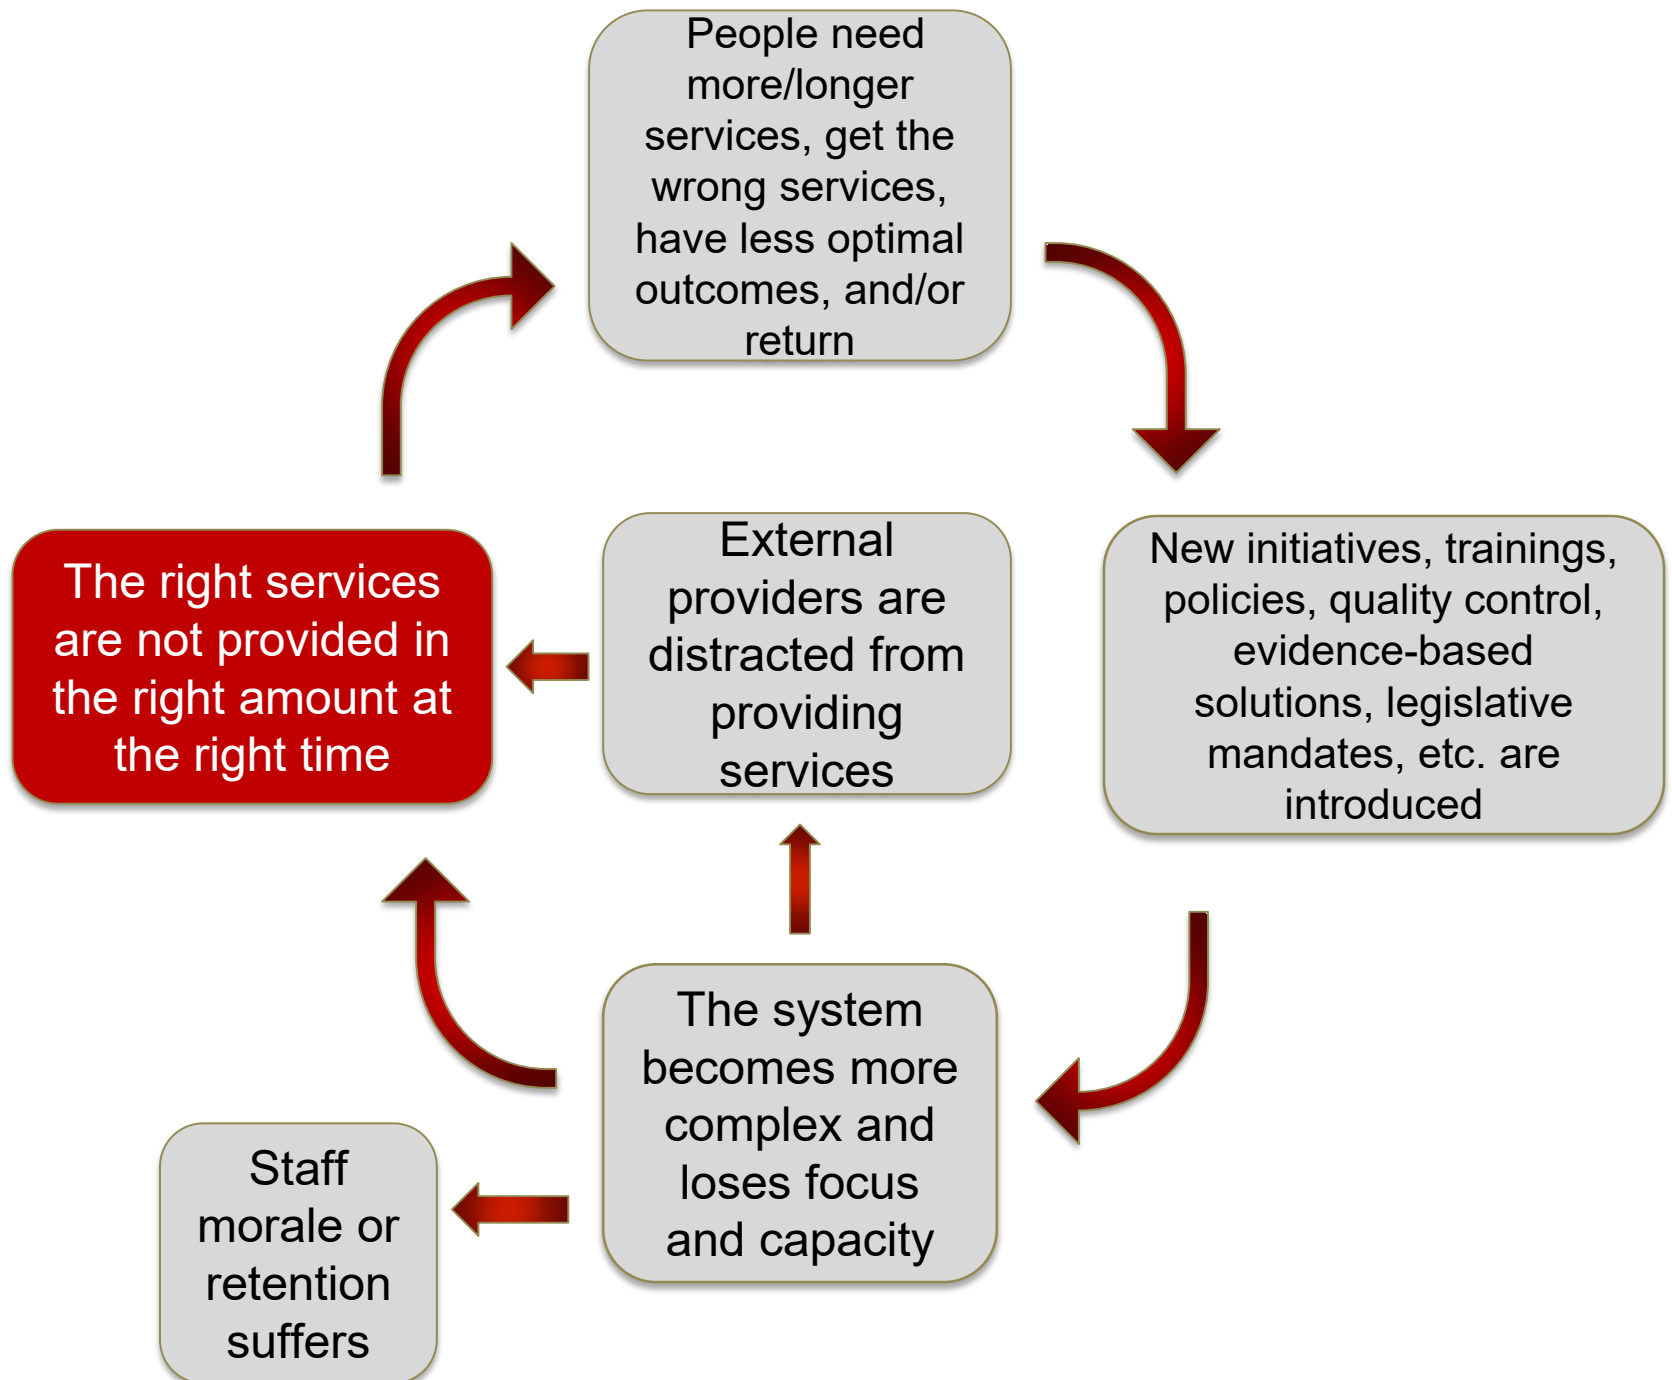 People need
more/longer
services, get the
wrong services,
have less optimal
outcomes, and/or
return
The right services
are not provided in
the right amount at
the right time
External
providers are
distracted from
providing
services
New initiatives, trainings,
policies, quality control,
evidence-based
solutions, legislative
mandates, etc. are
introduced
The system
becomes more
complex and
loses focus
and capacity
Staff
morale or
retention
suffers